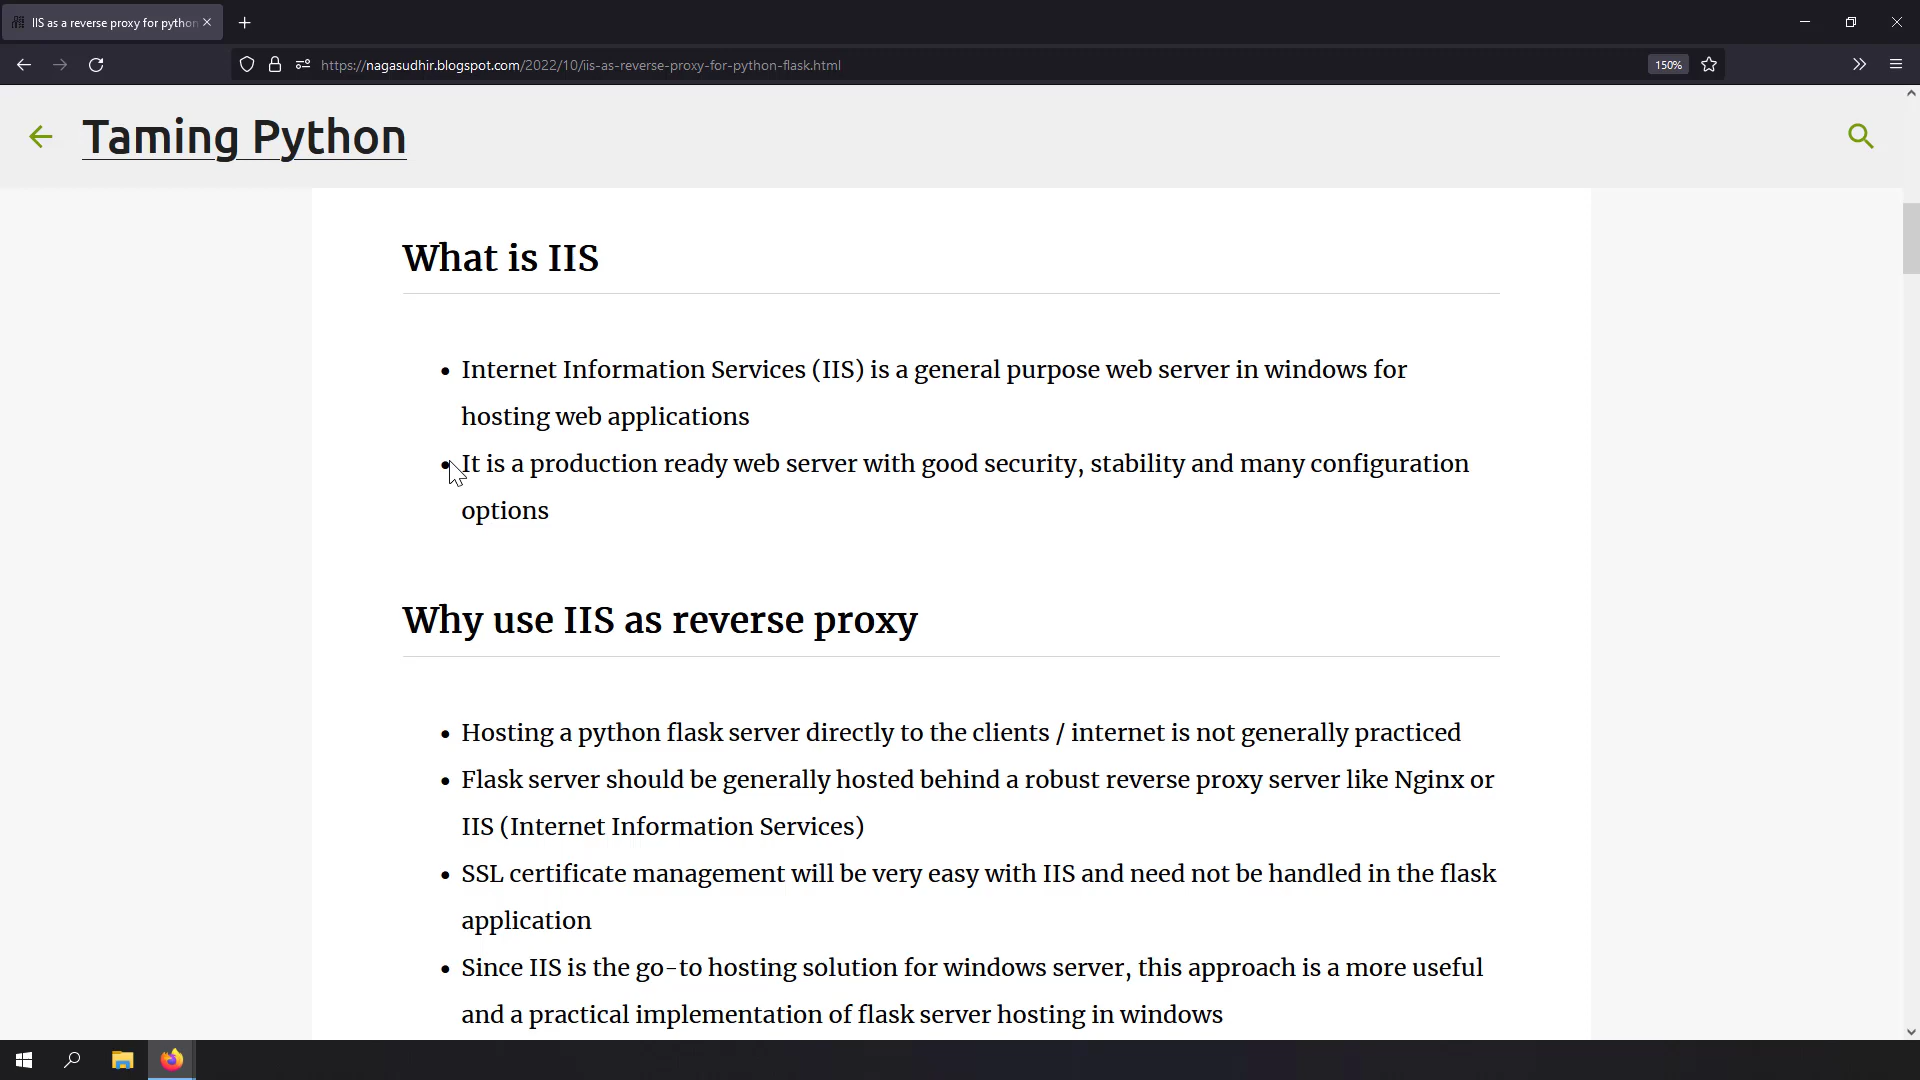 IIS as a reverse proxy for python
https://nagasudhir.blogspot.com/2022/10/iis-as-reverse-proxy-for-python-flask.html
150%
Taming Python
What is IIS
Internet Information Services (IIS) is a general purpose web server in windows for
hosting web applications
It is a production ready web server with good security, stability and many configuration
options
Why use IIS as reverse proxy
Hosting a python flask server directly to the clients / internet is not generally practiced
Flask server should be generally hosted behind a robust reverse proxy server like Nginx or
IIS (Internet Information Services)
SSL certificate management will be very easy with IIS and need not be handled in the flask
application
Since IIS is the go-to hosting solution for windows server, this approach is a more useful
and a practical implementation of flask server hosting in windows